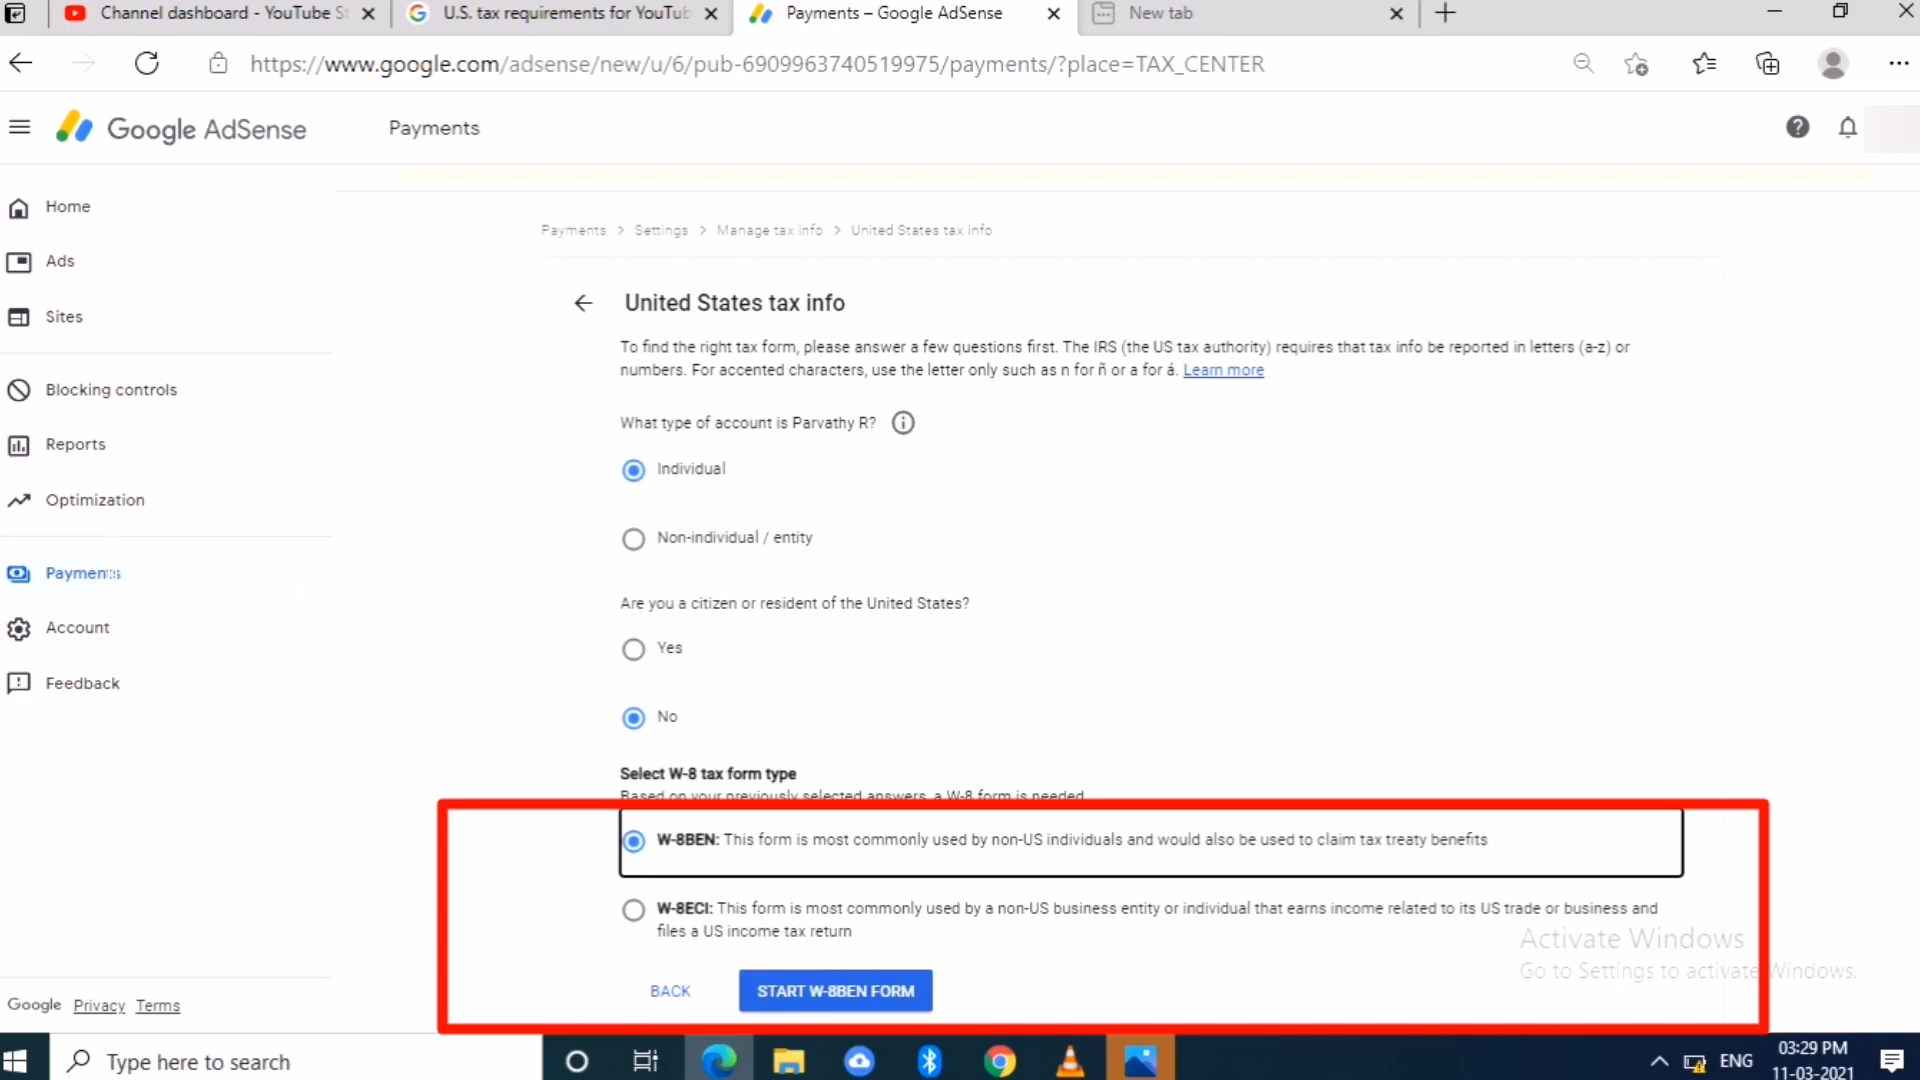 Channel dashboard - YouTube St
U.S. tax requirements for YouTub
Payments – Google AdSense
New tab
https://www.google.com/adsense/new/u/6/pub-6909963740519975/payments/?place=TAX_CENTER
Google AdSense
Payments
Home
Ads
Sites
Blocking controls
Reports
Optimization
Payments
Account
Feedback
Google Privacy Terms
Payments > Settings > Manage tax info > United States tax info
United States tax info
To find the right tax form, please answer a few questions first. The IRS (the US tax authority) requires that tax info be reported in letters (a-z) or
numbers. For accented characters, use the letter only such as n for ñ or a for á. Learn more
What type of account is Parvathy R?
Individual
Non-individual / entity
Are you a citizen or resident of the United States?
Yes
No
Select W-8 tax form type
Based on your previously selected answers, a W-8 form is needed
W-8BEN: This form is most commonly used by non-US individuals and would also be used to claim tax treaty benefits
W-8ECI: This form is most commonly used by a non-US business entity or individual that earns income related to its US trade or business and
files a US income tax return
BACK
START W-8BEN FORM
Activate Windows
Go to Settings to activate Windows.
Type here to search
ENG
03:29 PM
11-03-2021